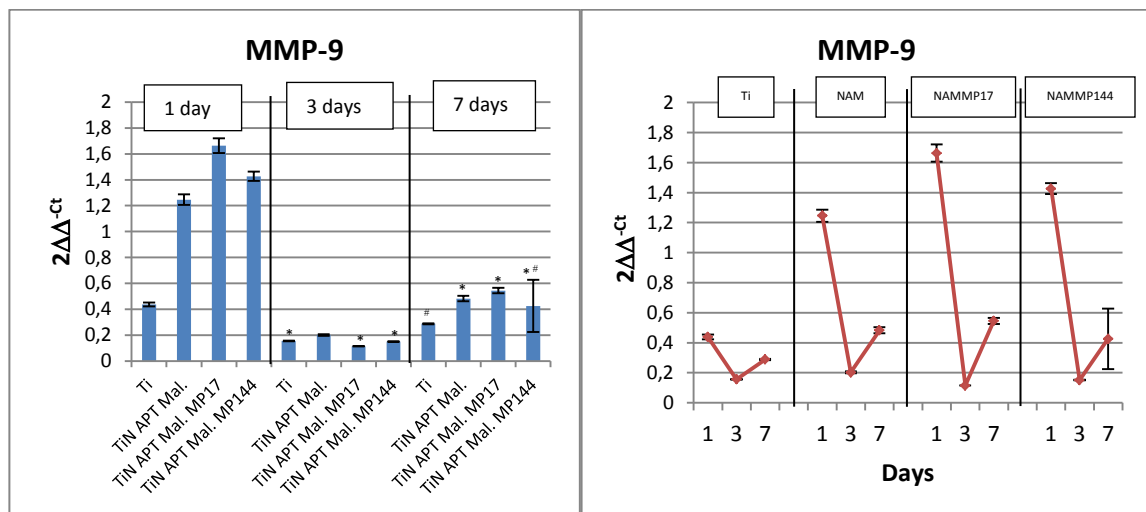 MMP-9
1 day
3 days
7 days
2ΔΔ-Ct
2
1,8
1,6
1,4
1,2
1
0,8
0,6
0,4
0,2
0
*
*
*
#
*
*
* #
Ti
TiN APT Mal.
TiN APT Mal. MP17
TiN APT Mal. MP144
Ti
TiN APT Mal.
TiN APT Mal. MP17
TiN APT Mal. MP144
Ti
TiN APT Mal.
TiN APT Mal. MP17
TiN APT Mal. MP144
MMP-9
Ti
NAM
NAMMP17
NAMMP144
2ΔΔ-Ct
2
1,8
1,6
1,4
1,2
1
0,8
0,6
0,4
0,2
0
1 3 7 1 3 7 1 3 7 1 3 7
Days